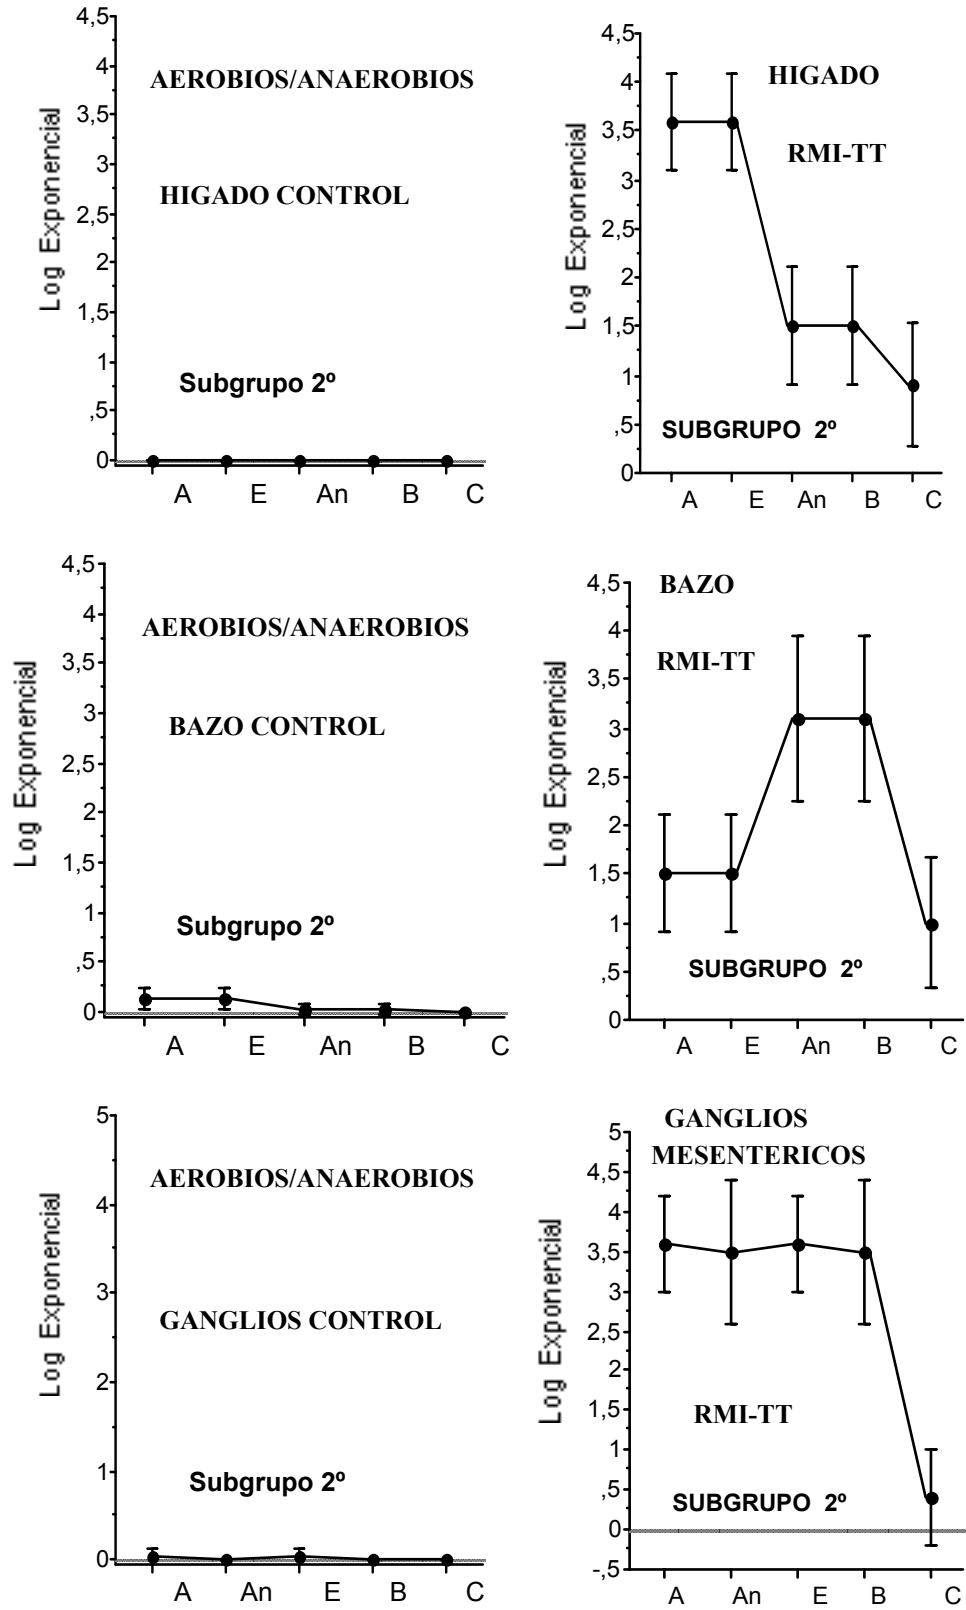 4,5
4
3,5
3
2,5
2
1,5
1
,5
0
Log Exponencial
AEROBIOS/ANAEROBIOS
HIGADO CONTROL
Subgrupo 2º
A E An B C
4,5
4
3,5
3
2,5
2
1,5
1
,5
0
Log Exponencial
HIGADO
RMI-TT
SUBGRUPO 2º
A E An B C
4,5
4
3,5
3
2,5
2
1,5
1
,5
0
Log Exponencial
AEROBIOS/ANAEROBIOS
BAZO CONTROL
Subgrupo 2º
A E An B C
4,5
4
3,5
3
2,5
2
1,5
1
,5
0
Log Exponencial
BAZO
RMI-TT
SUBGRUPO 2º
A E An B C
5
4
3
2
1
0
Log Exponencial
AEROBIOS/ANAEROBIOS
GANGLIOS CONTROL
Subgrupo 2º
A An E B C
5
4,5
4
3,5
3
2,5
2
1,5
1
,5
0
-,5
Log Exponencial
GANGLIOS
MESENTERICOS
RMI-TT
SUBGRUPO 2º
A An E B C